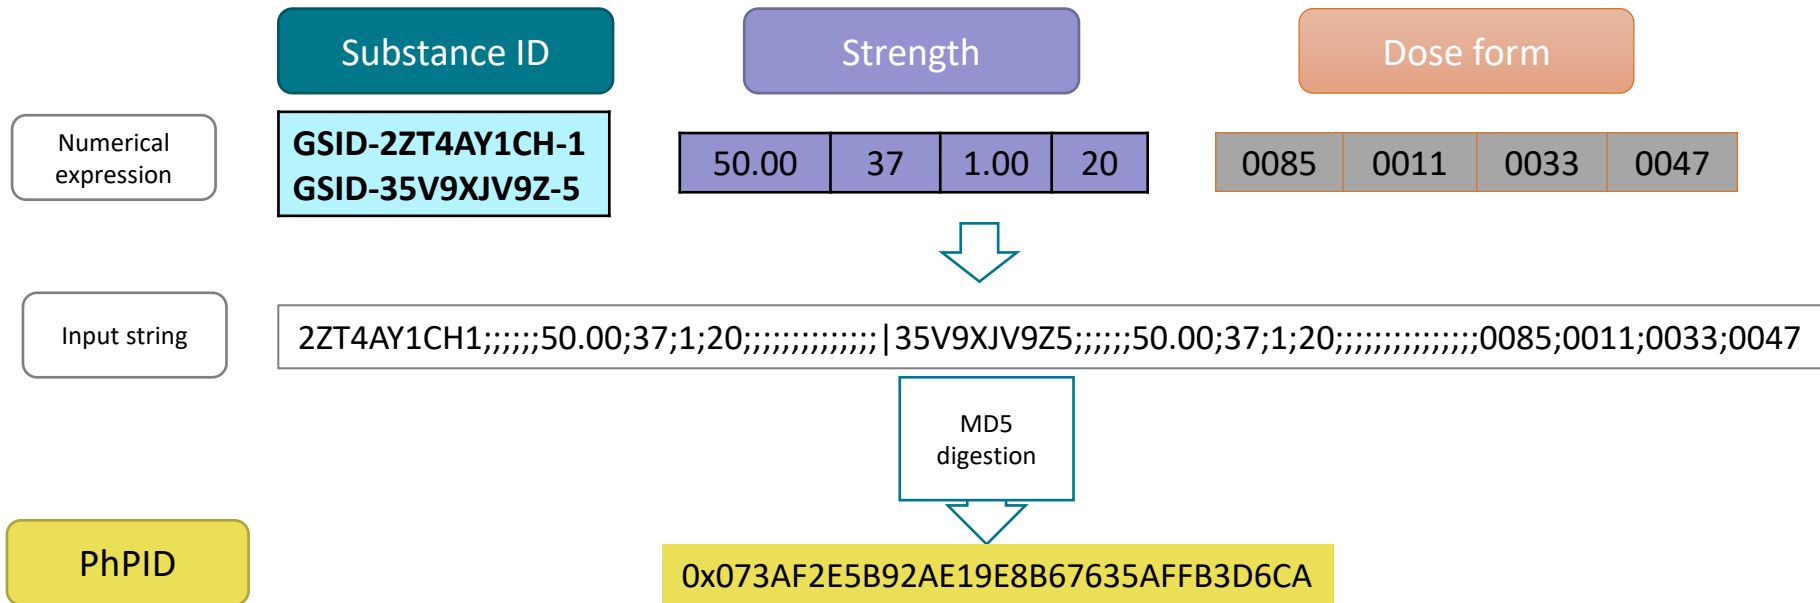 Substance ID
Strength
Dose form
Numerical
expression
GSID-2ZT4AY1CH-1
GSID-35V9XJV9Z-5
50.00 37 1.00 20
0085 0011 0033 0047
Input string
2ZT4AY1CH1;;;;;;50.00;37;1;20;;;;;;;;;;;;;;|35V9XJV9Z5;;;;;;50.00;37;1;20;;;;;;;;;;;;;;;0085;0011;0033;0047
MD5
digestion
PhPID
0x073AF2E5B92AE19E8B67635AFFB3D6CA